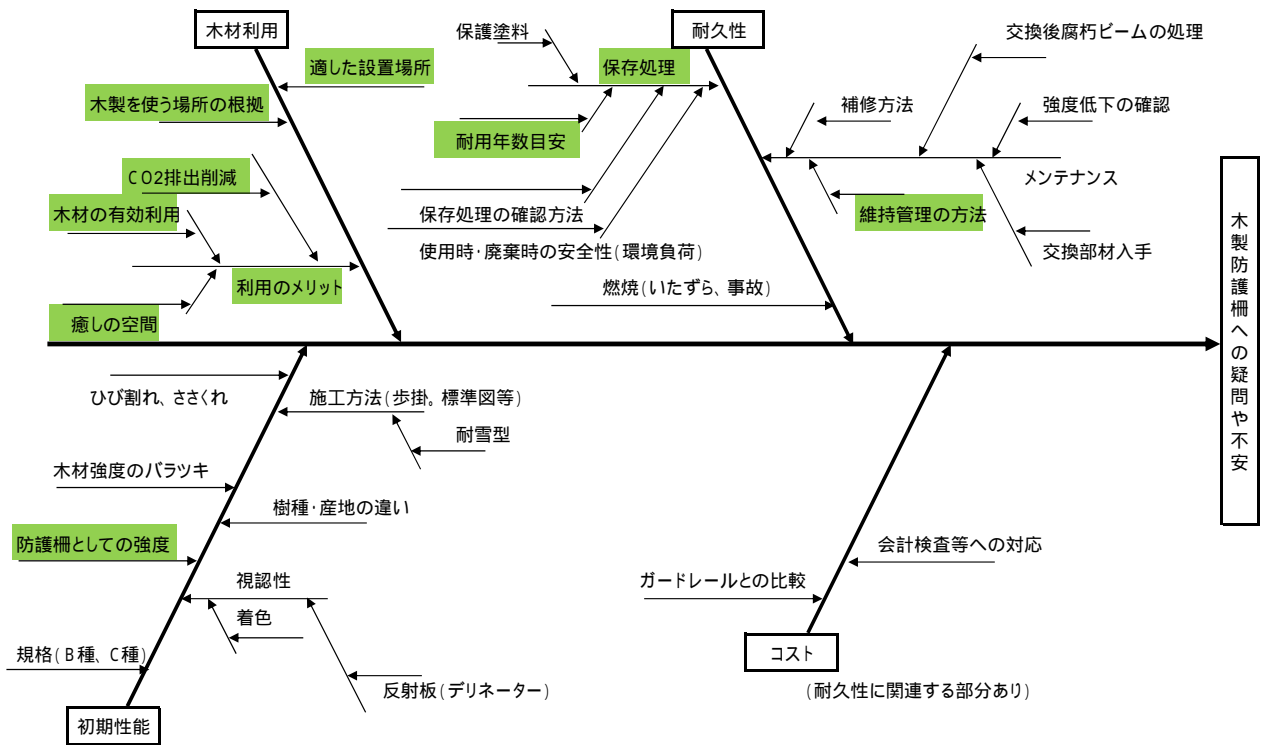 木材利用
適した設置場所
木製を使う場所の根拠
CO2排出削減
木材の有効利用
利用のメリット
癒しの空間
保護塗料
耐久性
保存処理
耐用年数目安
保存処理の確認方法
使用時・廃棄時の安全性(環境負荷)
燃焼(いたずら、事故)
交換後腐朽ビームの処理
補修方法
強度低下の確認
メンテナンス
維持管理の方法
交換部材入手
木製防護柵への疑問や不安
ひび割れ、ささくれ
施工方法(歩掛。標準図等)
耐雪型
木材強度のバラツキ
樹種・産地の違い
防護柵としての強度
視認性
着色
規格(B種、C種)
反射板(デリネーター)
初期性能
会計検査等への対応
ガードレールとの比較
コスト
(耐久性に関連する部分あり)